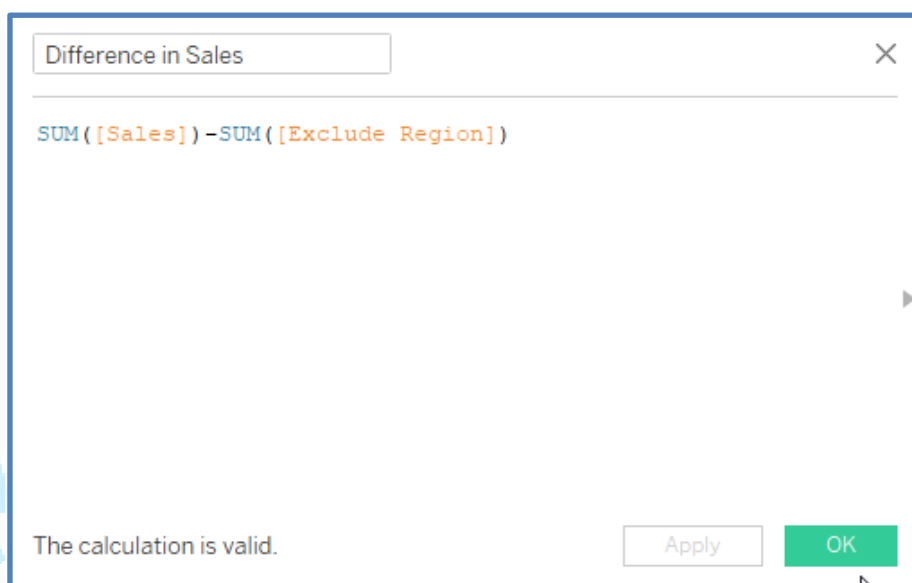 Difference in Sales
SUM([Sales])-SUM([Exclude Region])
The calculation is valid.
Apply
OK